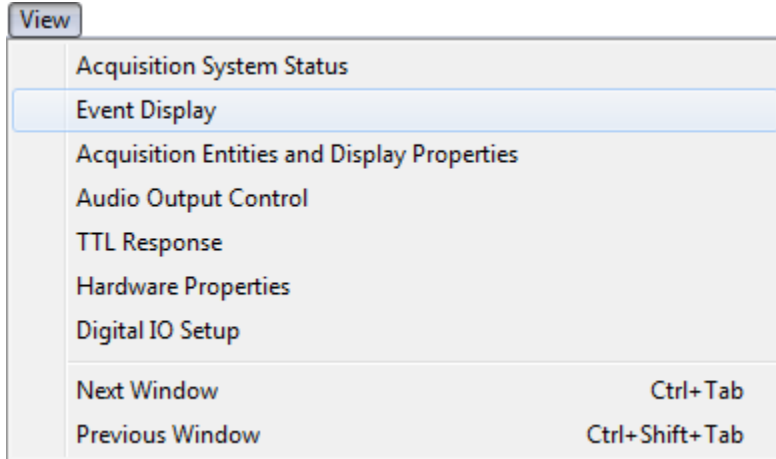 View
Acquisition System Status
Event Display
Acquisition Entities and Display Properties
Audio Output Control
TTL Response
Hardware Properties
Digital IO Setup
Next Window Ctrl+Tab
Previous Window Ctrl+Shift+Tab